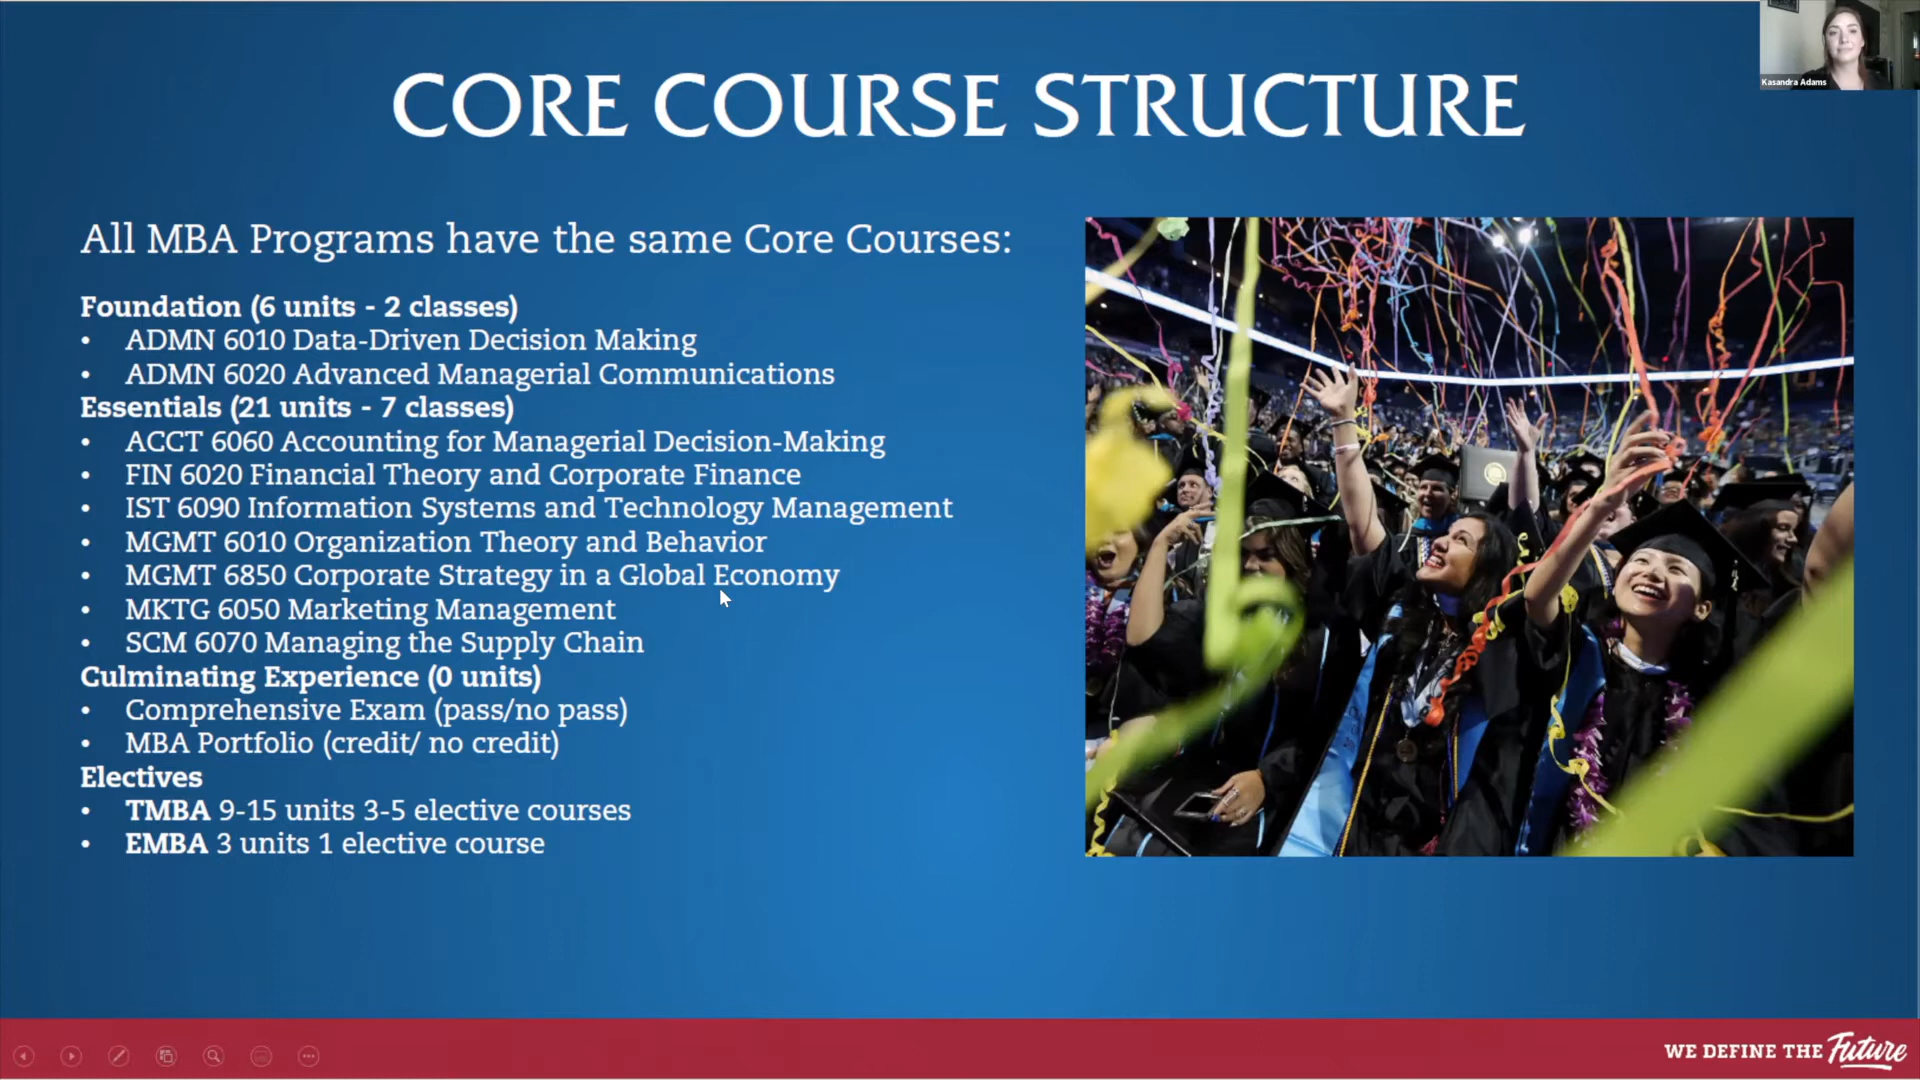 Kasandra Adams
CORE COURSE STRUCTURE
All MBA Programs have the same Core Courses:
Foundation (6 units - 2 classes)
• ADMN 6010 Data-Driven Decision Making
• ADMN 6020 Advanced Managerial Communications
Essentials (21 units - 7 classes)
• ACCT 6060 Accounting for Managerial Decision-Making
• FIN 6020 Financial Theory and Corporate Finance
• IST 6090 Information Systems and Technology Management
• MGMT 6010 Organization Theory and Behavior
• MGMT 6850 Corporate Strategy in a Global Economy
• MKTG 6050 Marketing Management
• SCM 6070 Managing the Supply Chain
Culminating Experience (0 units)
• Comprehensive Exam (pass/no pass)
• MBA Portfolio (credit/ no credit)
Electives
• TMBA 9-15 units 3-5 elective courses
• EMBA 3 units 1 elective course
WE DEFINE THE Future